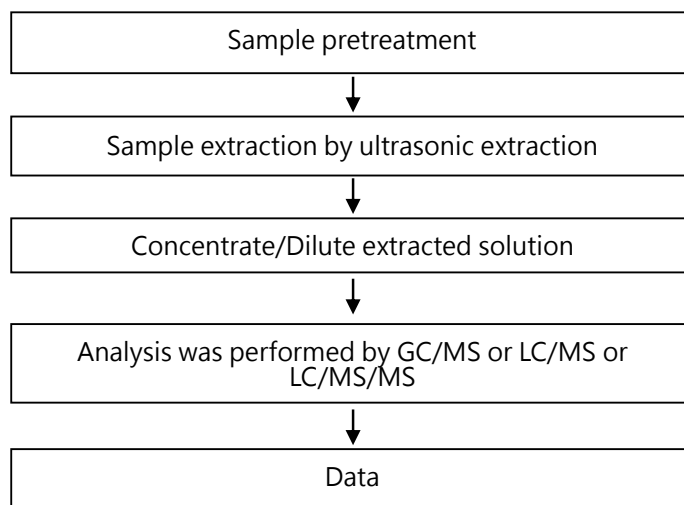 Sample pretreatment
Sample extraction by ultrasonic extraction
Concentrate/Dilute extracted solution
Analysis was performed by GC/MS or LC/MS or
LC/MS/MS
Data